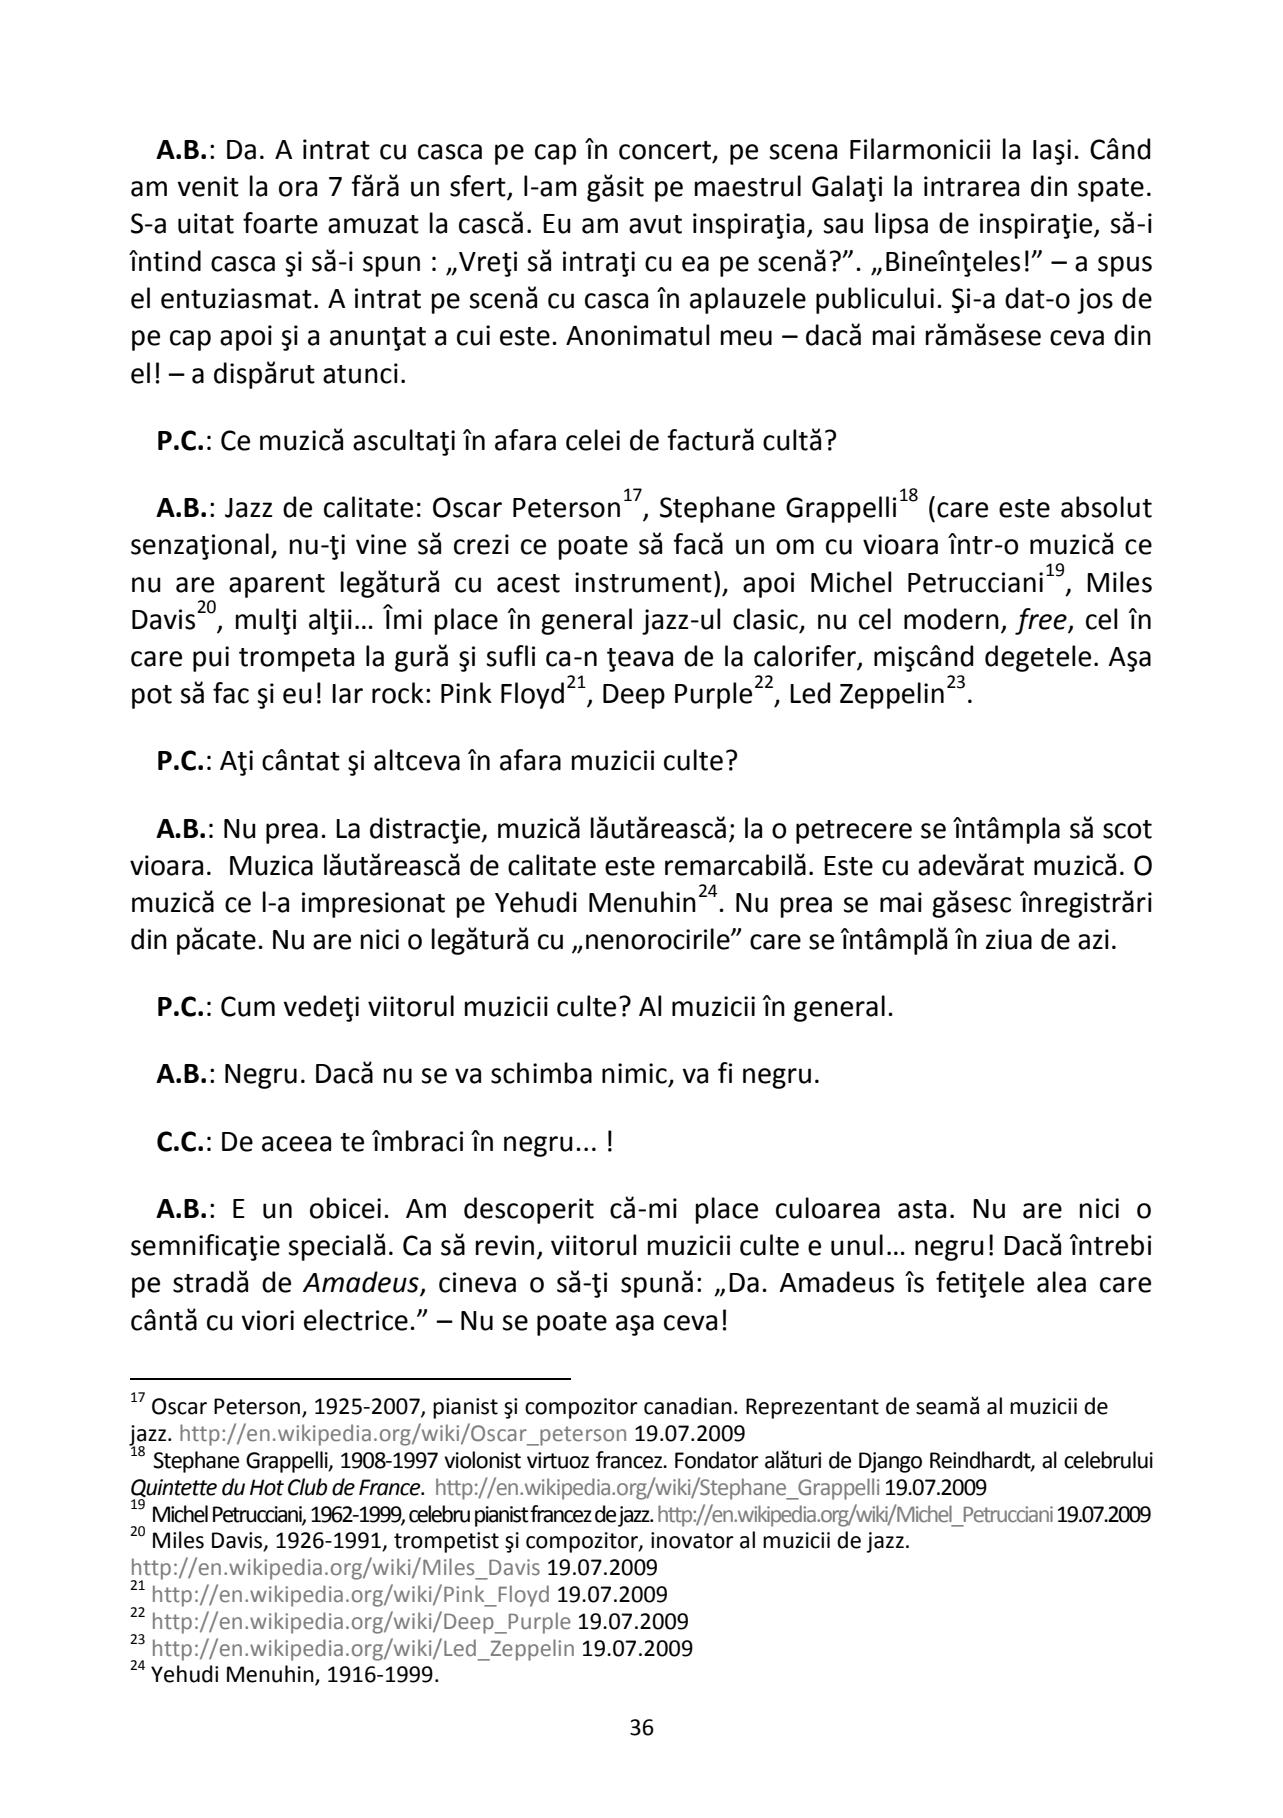 A.B.: Da. A intrat cu casca pe cap în concert, pe scena Filarmonicii la Iaşi. Când
am venit la ora 7 fără un sfert, l-am găsit pe maestrul Galaţi la intrarea din spate.
S-a uitat foarte amuzat la cască. Eu am avut inspiraţia, sau lipsa de inspiraţie, să-i
întind casca şi să-i spun : „Vreţi să intraţi cu ea pe scenă?”. „Bineînţeles!” – a spus
el entuziasmat. A intrat pe scenă cu casca în aplauzele publicului. Şi-a dat-o jos de
pe cap apoi şi a anunţat a cui este. Anonimatul meu – dacă mai rămăsese ceva din
el! – a dispărut atunci.
P.C.: Ce muzică ascultaţi în afara celei de factură cultă?
A.B.: Jazz de calitate: Oscar Peterson17, Stephane Grappelli18 (care este absolut
senzaţional, nu-ţi vine să crezi ce poate să facă un om cu vioara într-o muzică ce
nu are aparent legătură cu acest instrument), apoi Michel Petrucciani19, Miles
Davis20, mulţi alţii… Îmi place în general jazz-ul clasic, nu cel modern, free, cel în
care pui trompeta la gură şi sufli ca-n ţeava de la calorifer, mişcând degetele. Aşa
pot să fac şi eu! Iar rock: Pink Floyd21, Deep Purple22, Led Zeppelin23.
P.C.: Aţi cântat şi altceva în afara muzicii culte?
A.B.: Nu prea. La distracţie, muzică lăutărească; la o petrecere se întâmpla să scot
vioara.  Muzica lăutărească de calitate este remarcabilă. Este cu adevărat muzică. O
muzică ce l-a impresionat pe Yehudi Menuhin24. Nu prea se mai găsesc înregistrări
din păcate. Nu are nici o legătură cu „nenorocirile” care se întâmplă în ziua de azi.
P.C.: Cum vedeţi viitorul muzicii culte? Al muzicii în general.
A.B.: Negru. Dacă nu se va schimba nimic, va fi negru.
C.C.: De aceea te îmbraci în negru... !
A.B.: E un obicei. Am descoperit că-mi place culoarea asta. Nu are nici o
semnificaţie specială. Ca să revin, viitorul muzicii culte e unul… negru! Dacă întrebi
pe stradă de Amadeus, cineva o să-ţi spună: „Da. Amadeus îs fetiţele alea care
cântă cu viori electrice.” – Nu se poate aşa ceva!
17 Oscar Peterson, 1925-2007, pianist şi compozitor canadian. Reprezentant de seamă al muzicii de
jazz. http://en.wikipedia.org/wiki/Oscar_peterson 19.07.2009
18 Stephane Grappelli, 1908-1997 violonist virtuoz francez. Fondator alături de Django Reindhardt, al celebrului
Quintette du Hot Club de France.  http://en.wikipedia.org/wiki/Stephane_Grappelli 19.07.2009
19 Michel Petrucciani, 1962-1999, celebru pianist francez de jazz. http://en.wikipedia.org/wiki/Michel_Petrucciani 19.07.2009
20 Miles Davis, 1926-1991, trompetist şi compozitor, inovator al muzicii de jazz.
http://en.wikipedia.org/wiki/Miles_Davis 19.07.2009
21 http://en.wikipedia.org/wiki/Pink_Floyd 19.07.2009
22 http://en.wikipedia.org/wiki/Deep_Purple 19.07.2009
23 http://en.wikipedia.org/wiki/Led_Zeppelin 19.07.2009
24 Yehudi Menuhin, 1916-1999.
36